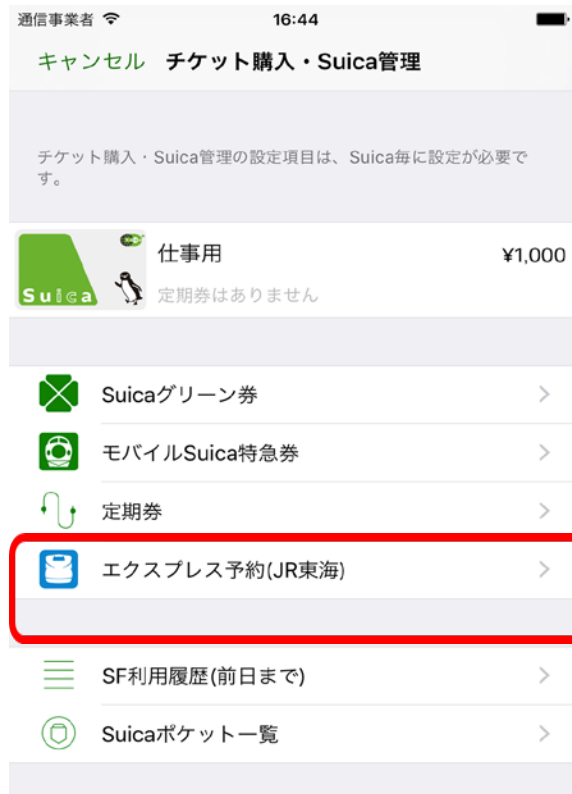 通信事業者 16:44
キャンセル チケット購入・Suica管理
チケット購入・Suica管理の設定項目は、Suica毎に設定が必要で
す。
仕事用 ¥1,000
Suica 定期券はありません
Suicaグリーン券
モバイルSuica特急券
定期券
エクスプレス予約(JR東海)
SF利用履歴(前日まで)
Suicaポケット一覧